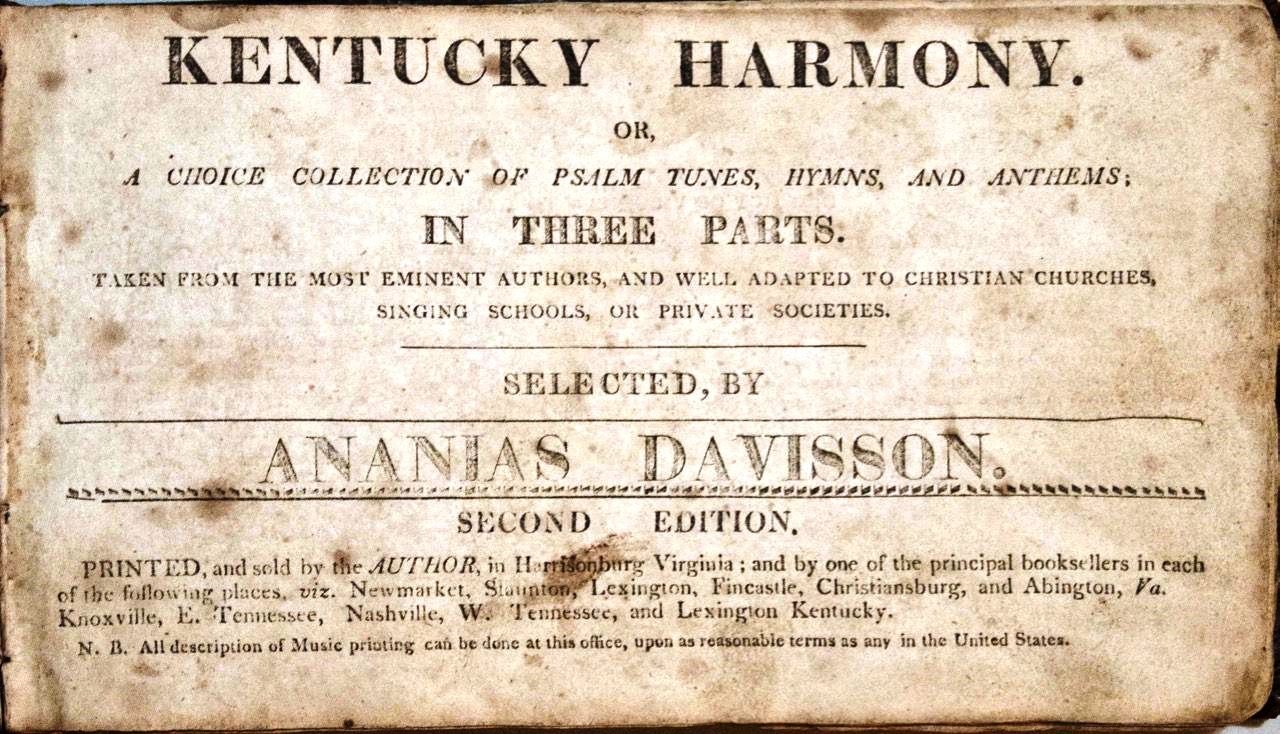 KENTUCKY HARMONY.
OR,
A CHOICE COLLECTION OF PSALM TUNES, HYMNS, AND ANTHEMS;
IN THREE PARTS.
TAKEN FROM THE MOST EMINENT AUTHORS, AND WELL ADAPTED TO CHRISTIAN CHURCHES,
SINGING SCHOOLS, OR PRIVATE SOCIETIES.
SELECTED, BY
ANANIAS DAVISSON.
SECOND EDITION.
PRINTED, and sold by the AUTHOR, in Harrisonburg Virginia; and by one of the principal booksellers in each
of the following places, viz. Newmarket, Staunton, Lexington, Fincastle, Christiansburg, and Abington, Va.
Knoxville, E. Tennessee, Nashville, W. Tennessee, and Lexington Kentucky.
N. B. All description of Music printing can be done at this office, upon as reasonable terms as any in the United States.